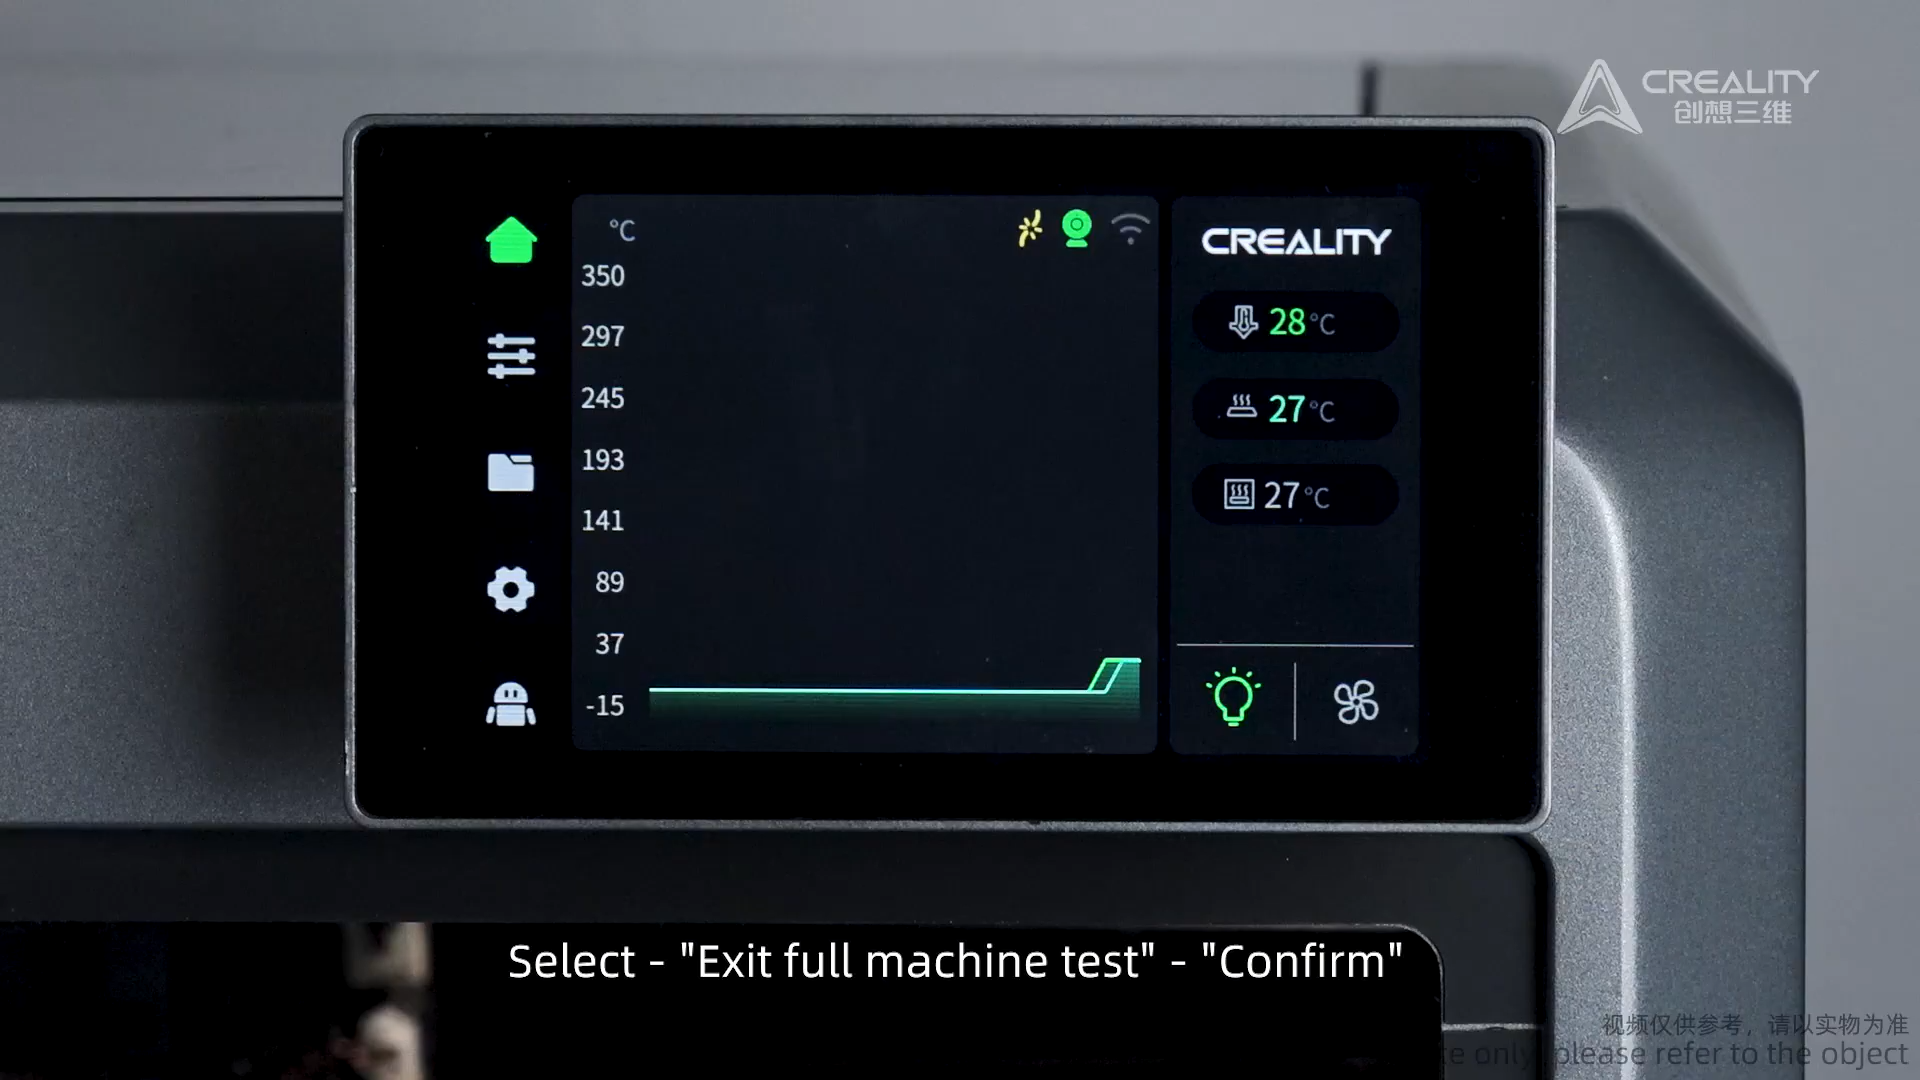 CREALITY
创想三维
°C
350
297
245
193
141
89
37
-15
CREALITY
28°C
27°C
27°C
Select - "Exit full machine test" - "Confirm"
视频仅供参考，请以实物为准
only, please refer to the object